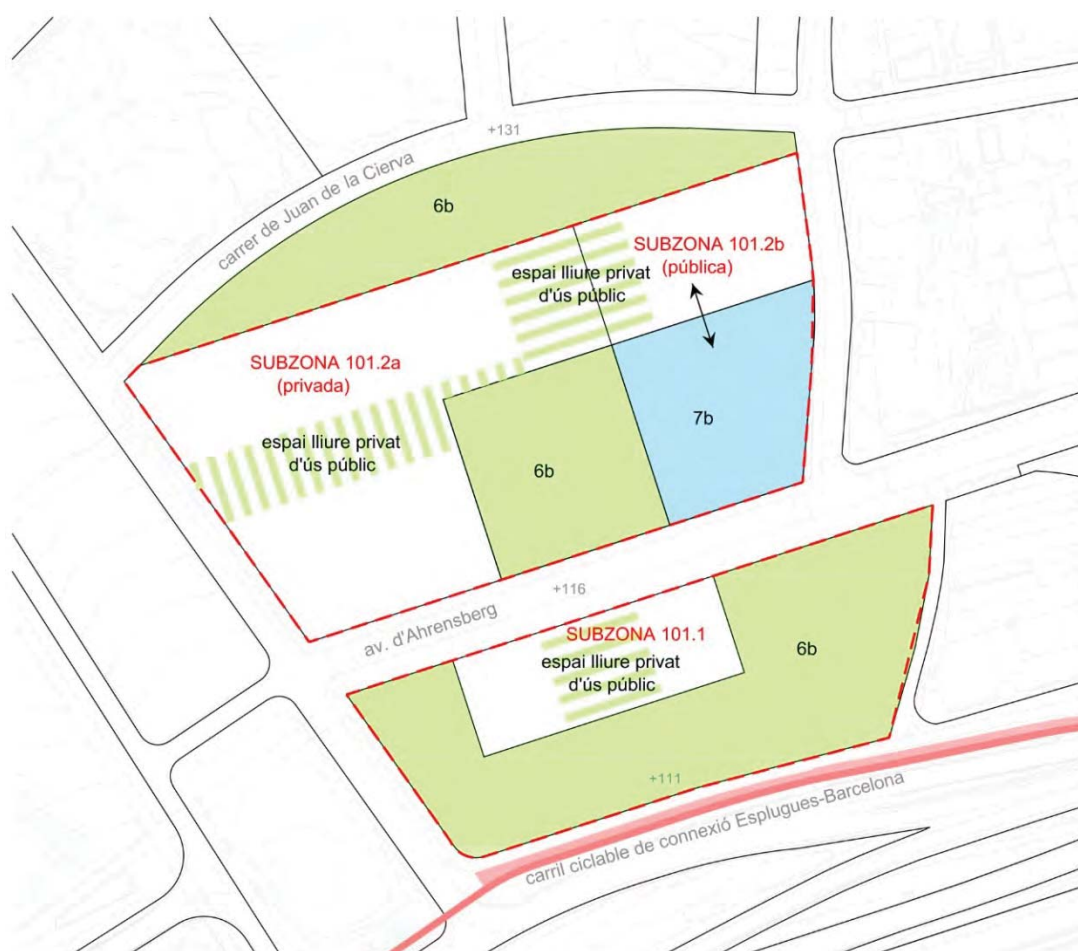 +131
carrer de Juan de la Cierva
6b
SUBZONA 101.2b
(pública)
espai lliure privat
d'ús públic
SUBZONA 101.2a
(privada)
espai lliure privat
d'ús públic
7b
6b
+116
av. d'Ahrensberg
SUBZONA 101.1
espai lliure privat
d'ús públic
6b
+111
carril ciclable de connexió Esplugues-Barcelona